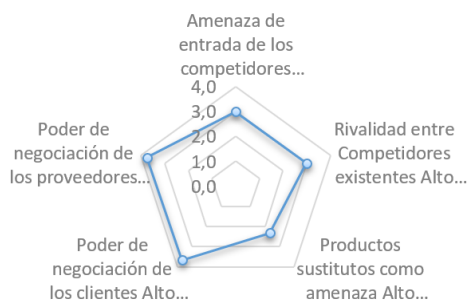 Amenaza de
entrada de los
competidores...
4,0
3,0
2,0
1,0
0,0
Rivalidad entre
Competidores
existentes Alto...
Productos
sustitutos como
amenaza Alto...
Poder de
negociación de
los clientes Alto...
Poder de
negociación de
los proveedores...